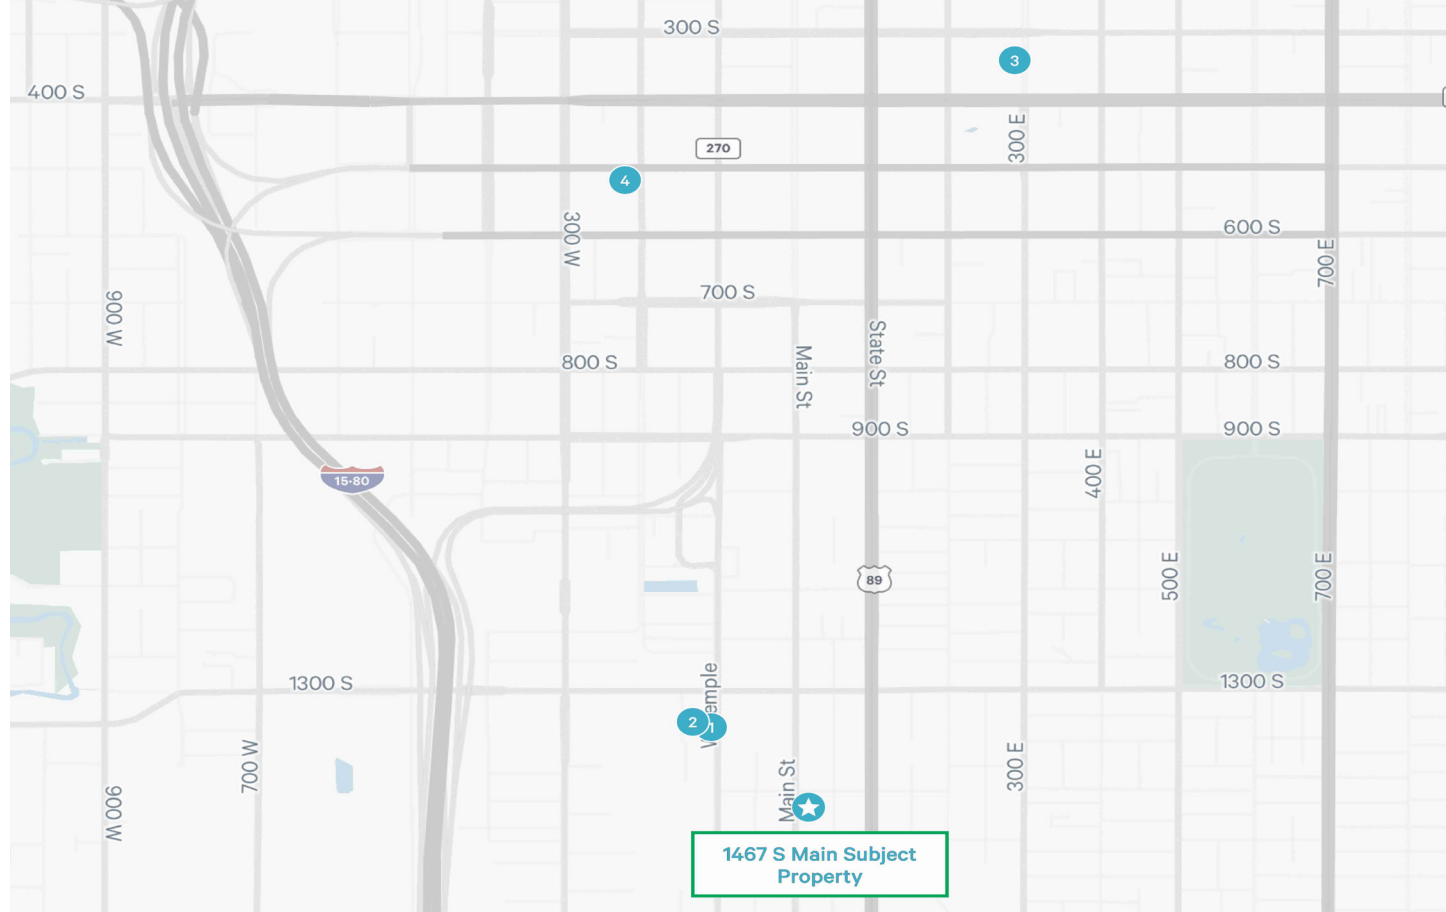 300 S
3
400 S
300 E
270
4
300 W
600 S
700 E
900 W
700 S
State St
Main St
800 S
800 S
900 S
900 S
400 E
15-80
89
500 E
700 E
1300 S
1300 S
2
1
700 W
300 E
Main St
900 W
1467 S Main Subject
Property